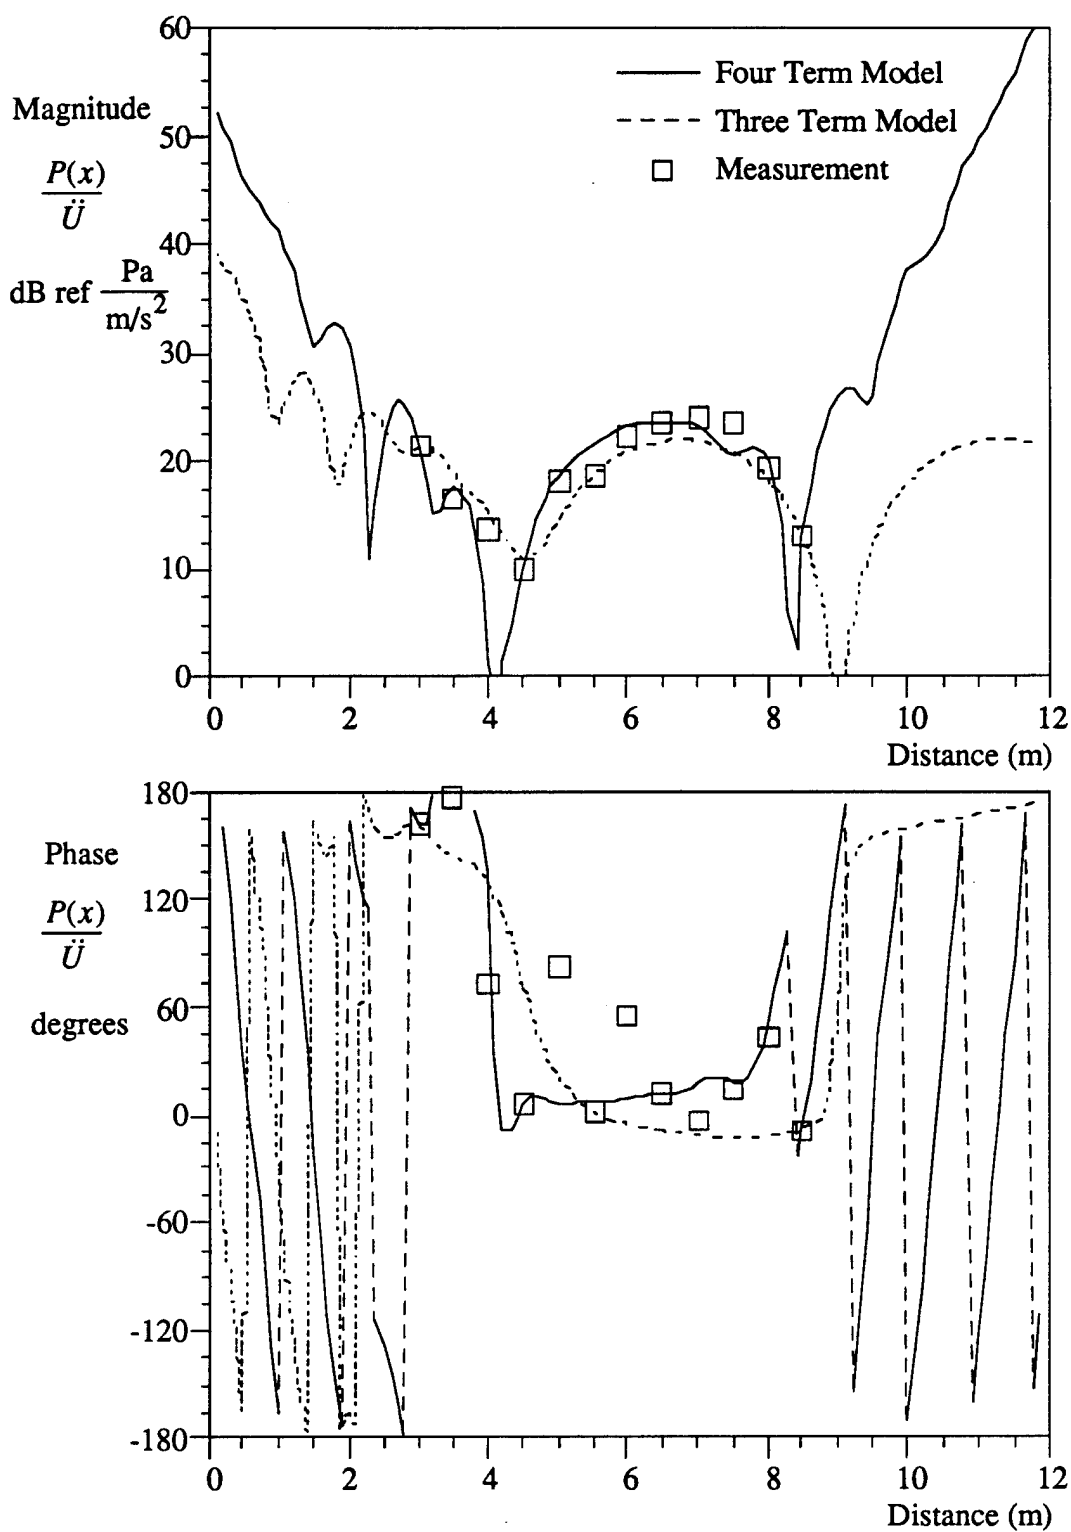 60
50
40
30
20
10
0
Magnitude
P(x)
Ü
dB ref Pa
m/s²
Four Term Model
Three Term Model
Measurement
0 2 4 6 8 10 12
Distance (m)
180
120
60
0
-60
-120
-180
Phase
P(x)
Ü
degrees
0 2 4 6 8 10 12
Distance (m)